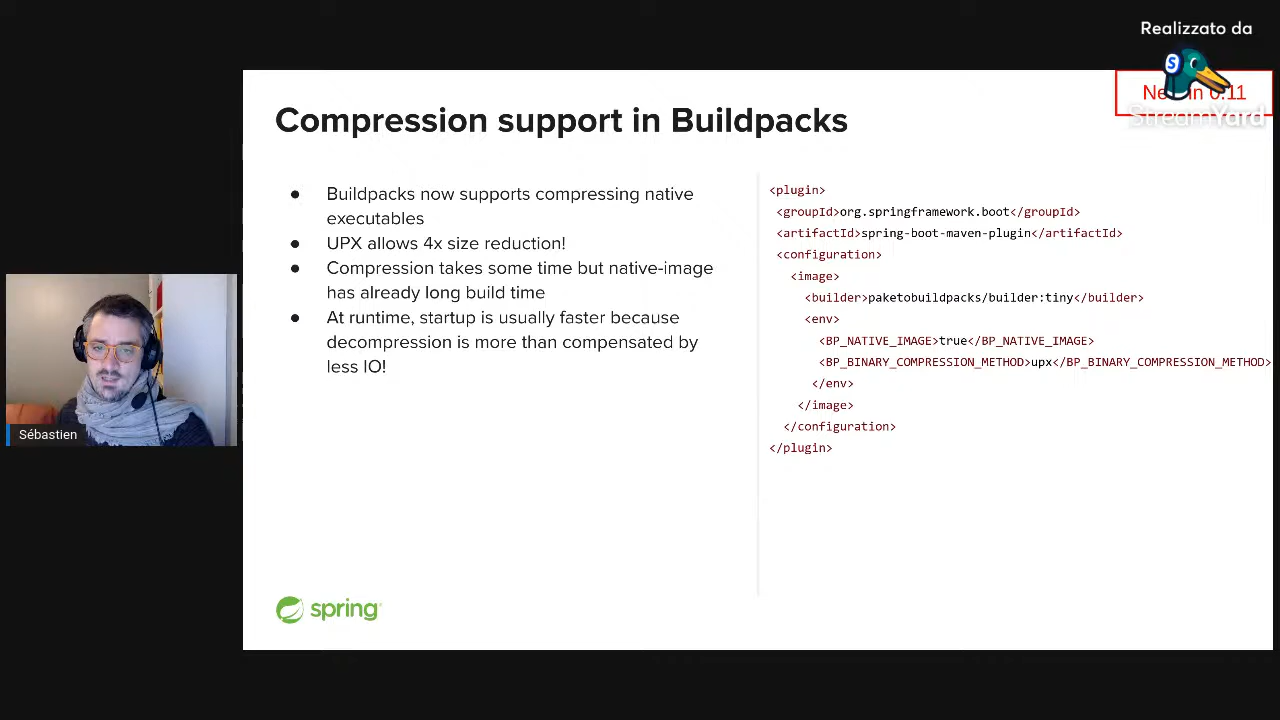 Realizzato da
StreamYard
in 0.11
Compression support in Buildpacks
● Buildpacks now supports compressing native
executables
● UPX allows 4x size reduction!
● Compression takes some time but native-image
has already long build time
● At runtime, startup is usually faster because
decompression is more than compensated by
less IO!
<plugin>
<groupId>org.springframework.boot</groupId>
<artifactId>spring-boot-maven-plugin</artifactId>
<configuration>
<image>
<builder>paketobuildpacks/builder:tiny</builder>
<env>
<BP_NATIVE_IMAGE>true</BP_NATIVE_IMAGE>
<BP_BINARY_COMPRESSION_METHOD>upx</BP_BINARY_COMPRESSION_METHOD>
</env>
</image>
</configuration>
</plugin>
Sébastien
spring